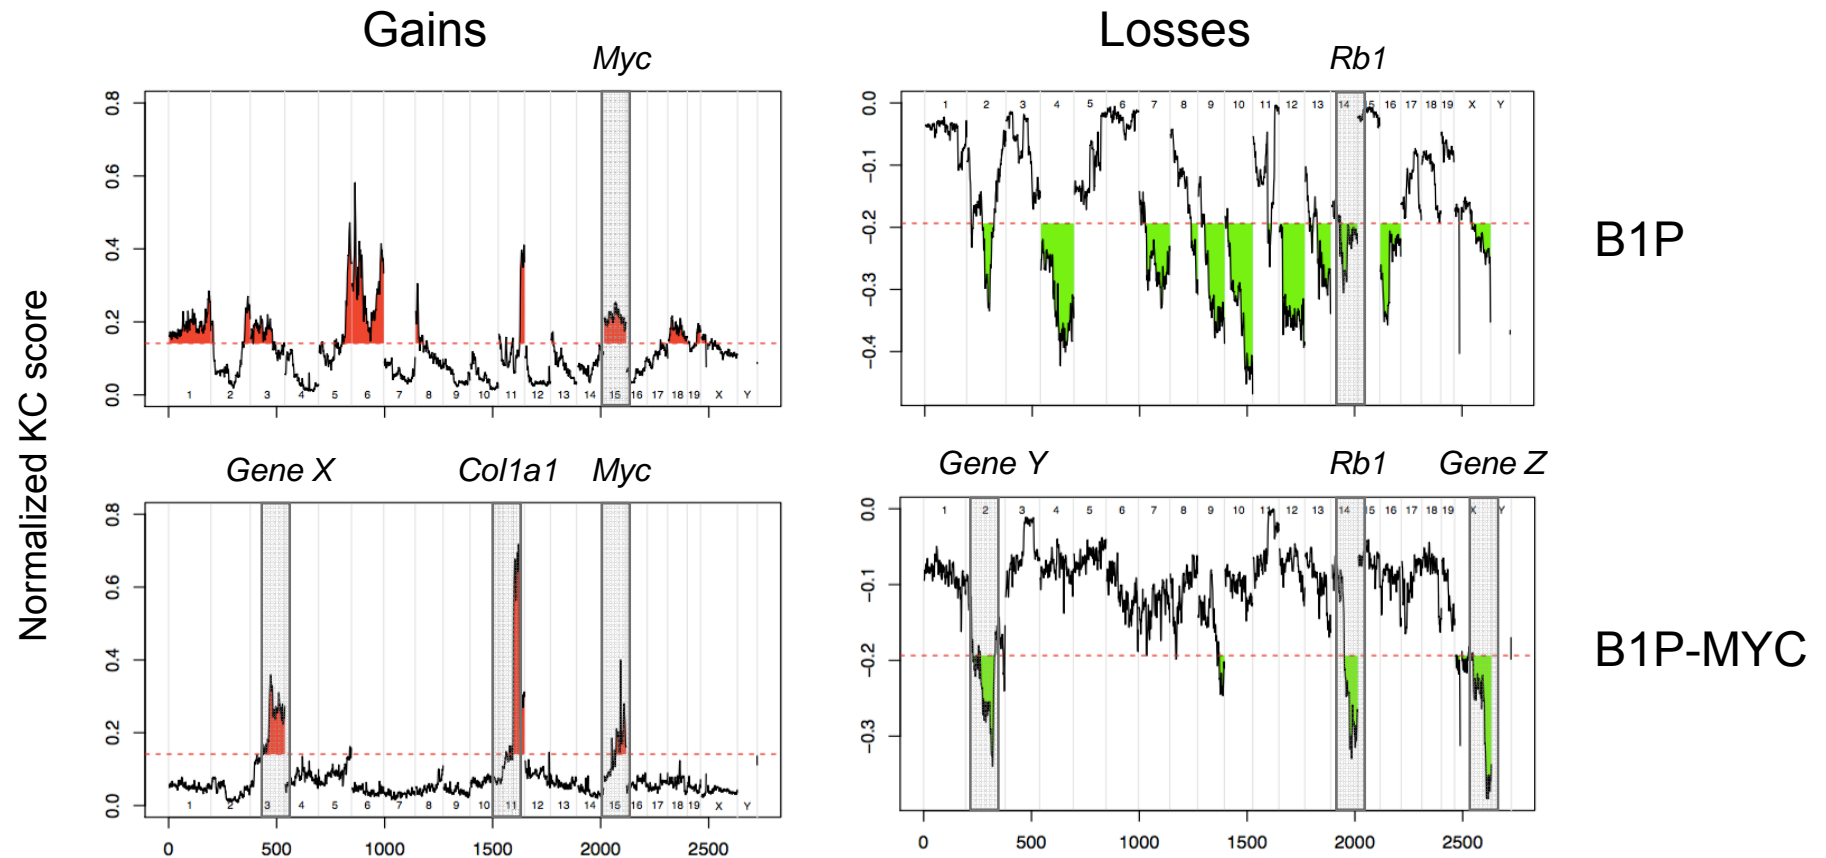 Gains
Losses
Myc
Rb1
0.8
0.6
0.4
0.2
0.0
1 2 3 4 5 6 7 8 9 10 11 12 13 14 15 16 17 18 19 X Y
0.0
−0.1
−0.2
−0.3
−0.4
1 2 3 4 5 6 7 8 9 10 11 12 13 14 15 16 17 18 19 X Y
B1P
Normalized KC score
Gene X
Col1a1
Myc
Gene Y
Rb1
Gene Z
0.8
0.6
0.4
0.2
0.0
1 2 3 4 5 6 7 8 9 10 11 12 13 14 15 16 17 18 19 X Y
0 500 1000 1500 2000 2500
0.0
−0.1
−0.2
−0.3
1 2 3 4 5 6 7 8 9 10 11 12 13 14 15 16 17 18 19 X Y
0 500 1000 1500 2000 2500
B1P-MYC